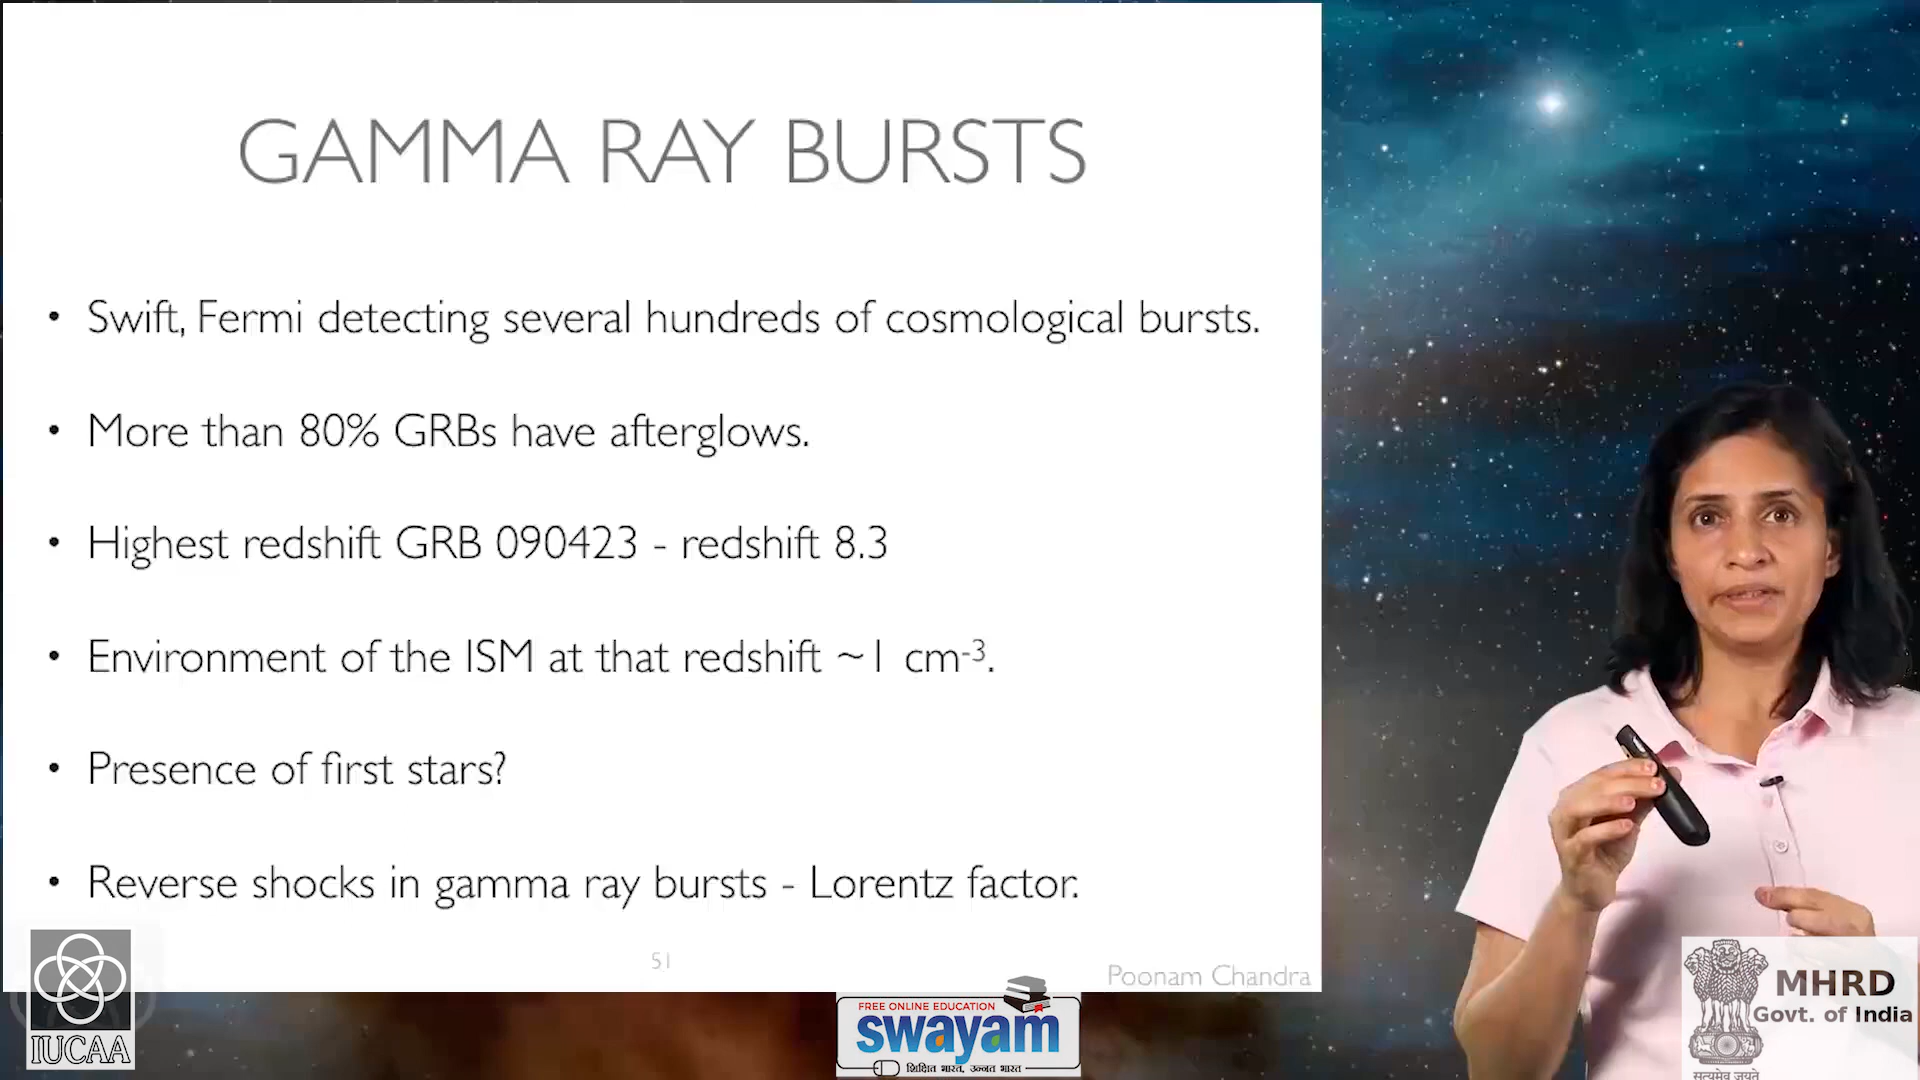 GAMMA RAY BURSTS
• Swift, Fermi detecting several hundreds of cosmological bursts.
• More than 80% GRBs have afterglows.
• Highest redshift GRB 090423 - redshift 8.3
• Environment of the ISM at that redshift ~1 cm-3.
• Presence of first stars?
• Reverse shocks in gamma ray bursts - Lorentz factor.
51
Poonam Chandra
IUCAA
FREE ONLINE EDUCATION
swayam
शिक्षित भारत, उन्नत भारत
MHRD
Govt. of India
सत्यमेव जयते